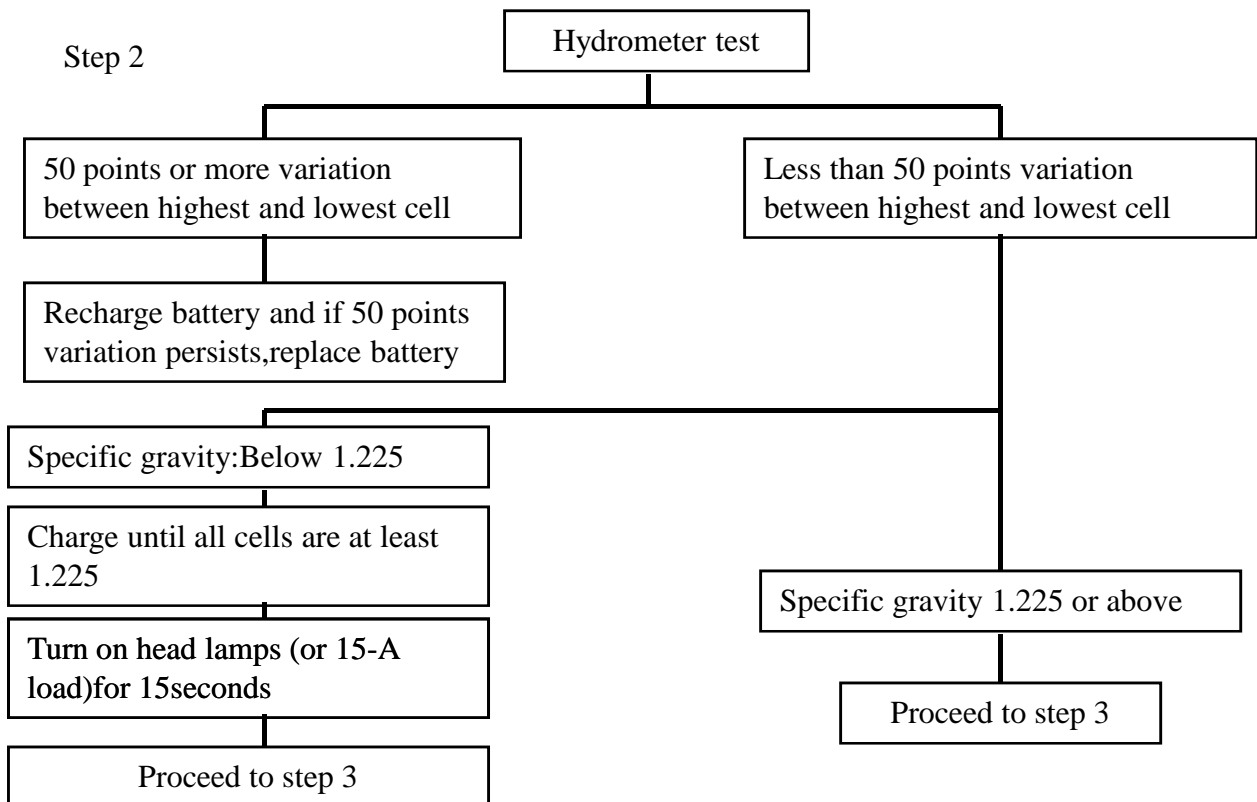 Step 2
Hydrometer test
50 points or more variation
between highest and lowest cell
Less than 50 points variation
between highest and lowest cell
Recharge battery and if 50 points
variation persists,replace battery
Specific gravity:Below 1.225
Charge until all cells are at least
1.225
Specific gravity 1.225 or above
Turn on head lamps (or 15-A
load)for 15seconds
Proceed to step 3
Proceed to step 3